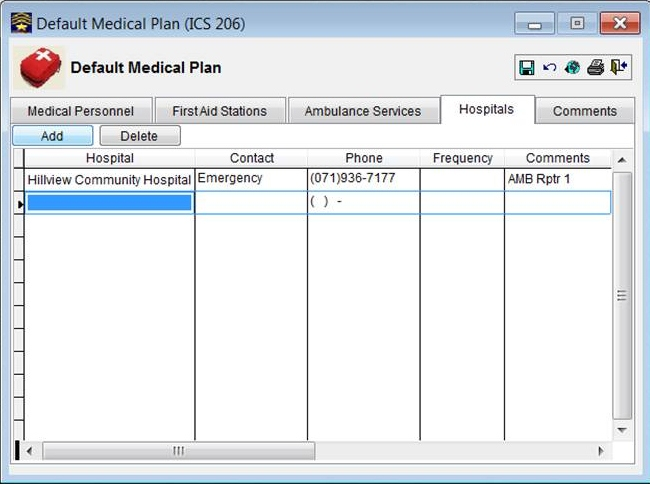 Default Medical Plan (ICS 206)
Default Medical Plan
Medical Personnel First Aid Stations Ambulance Services Hospitals Comments
Add Delete
Hospital Contact Phone Frequency Comments
Hillview Community Hospital Emergency (071)936-7177 AMB Rptr 1
( ) -